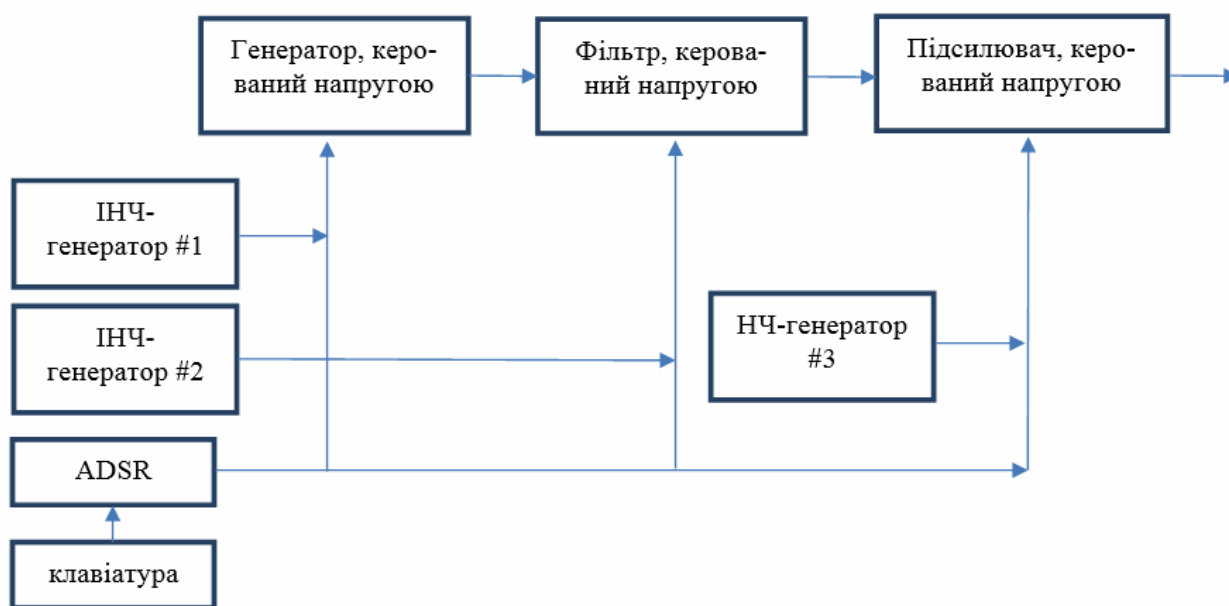 Генератор, керо-
ваний напругою
Фільтр, керова-
ний напругою
Підсилювач, керо-
ваний напругою
ІНЧ-
генератор #1
ІНЧ-
генератор #2
НЧ-генератор
#3
ADSR
клавіатура